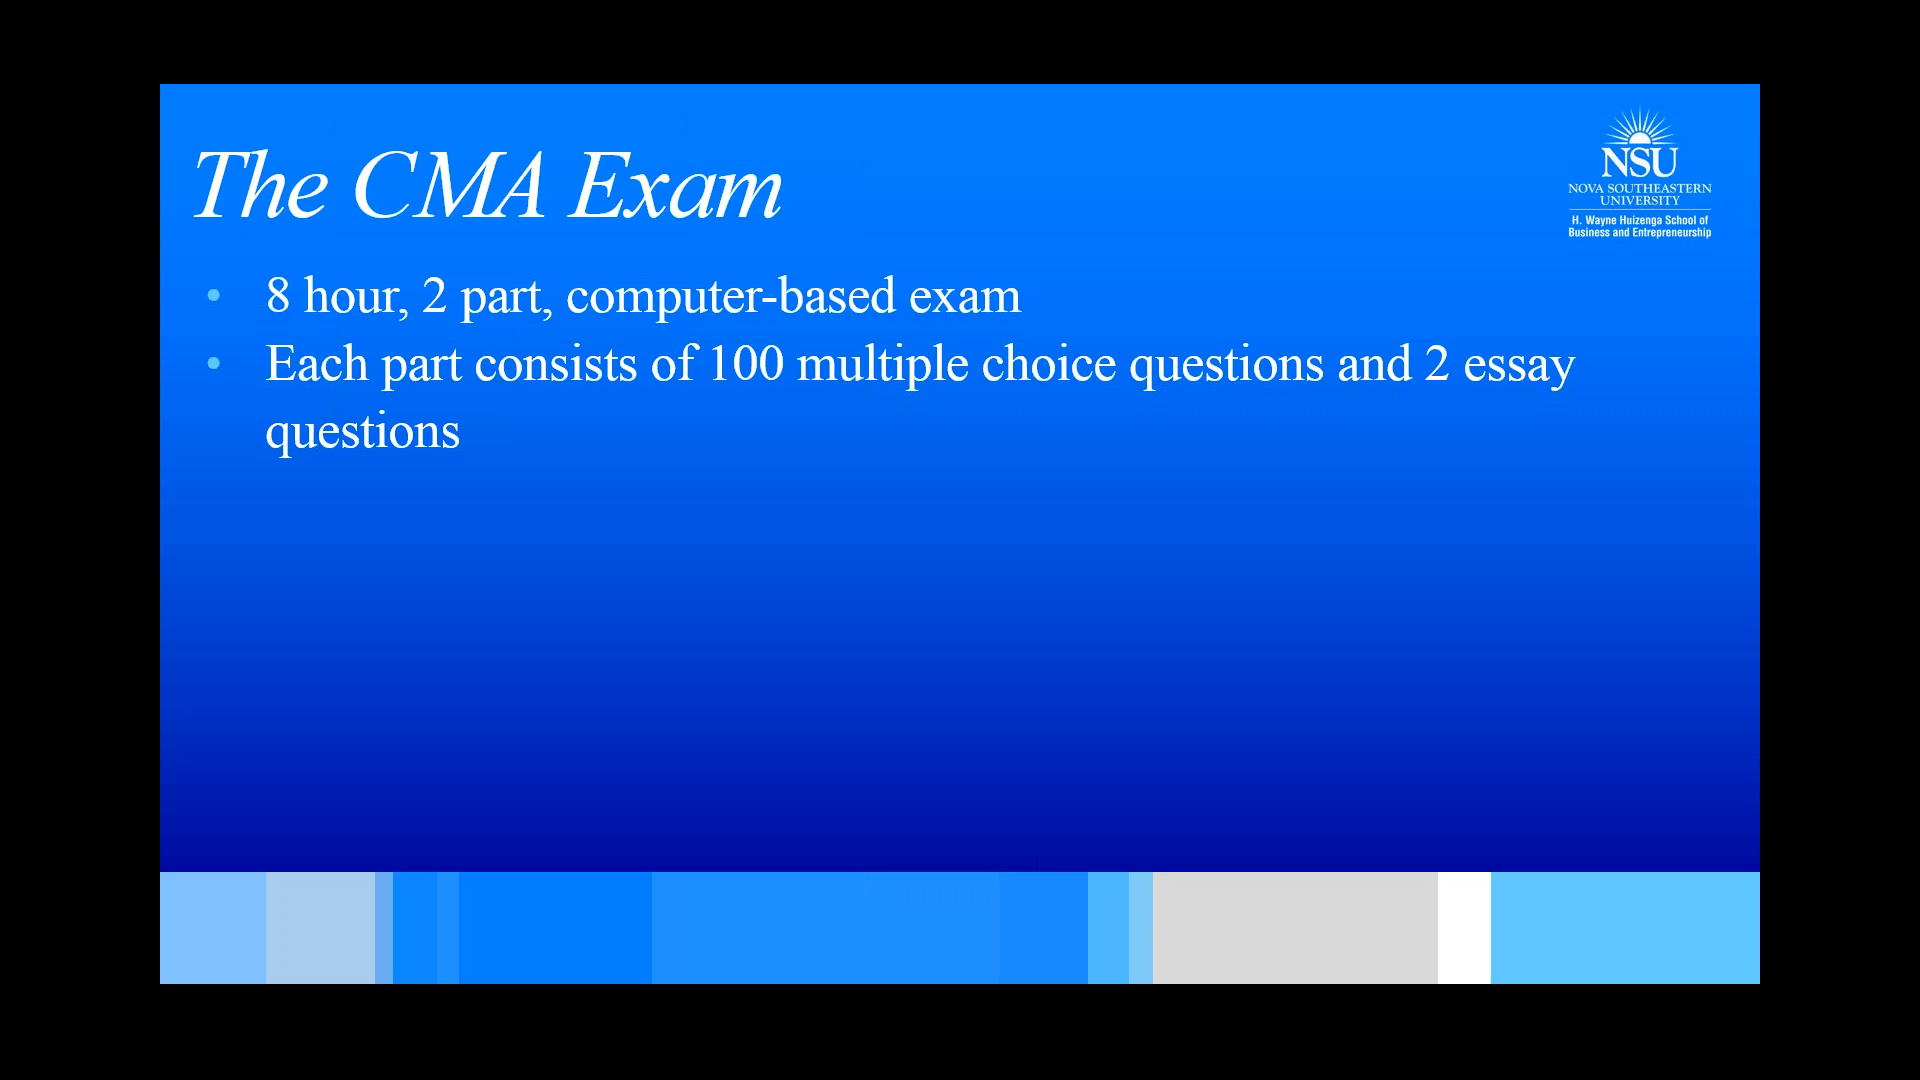 The CMA Exam
NSU
NOVA SOUTHEASTERN
UNIVERSITY
H. Wayne Huizenga School of
Business and Entrepreneurship
• 8 hour, 2 part, computer-based exam
• Each part consists of 100 multiple choice questions and 2 essay
questions